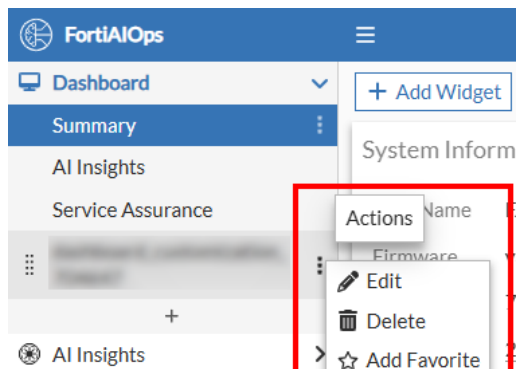 FortiAIOps
Dashboard
+ Add Widget
Summary
System Inform
AI Insights
Service Assurance
Actions
Name
Firmware
Edit
+
Delete
AI Insights
Add Favorite